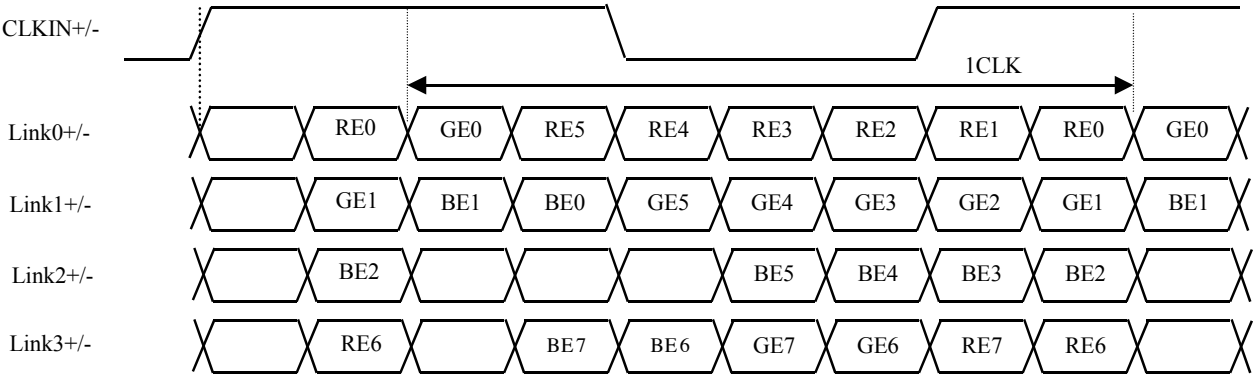 CLKIN+/-
1CLK
Link0+/- RE0 GE0 RE5 RE4 RE3 RE2 RE1 RE0 GE0
Link1+/- GE1 BE1 BE0 GE5 GE4 GE3 GE2 GE1 BE1
Link2+/- BE2 BE5 BE4 BE3 BE2
Link3+/- RE6 BE7 BE6 GE7 GE6 RE7 RE6